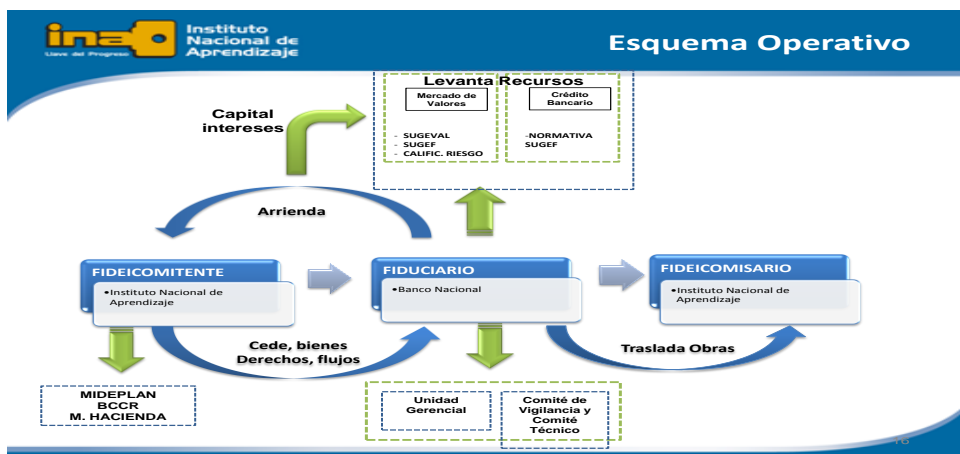 ina
Llave del Progreso
Instituto
Nacional de
Aprendizaje
Esquema Operativo
Levanta Recursos
Mercado de
Valores
- SUGEVAL
- SUGEF
- CALIFIC. RIESGO
Crédito
Bancario
-NORMATIVA
SUGEF
Capital
intereses
Arrienda
FIDEICOMITENTE
•Instituto Nacional de
Aprendizaje
FIDUCIARIO
•Banco Nacional
FIDEICOMISARIO
•Instituto Nacional de
Aprendizaje
Cede, bienes
Derechos, flujos
Traslada Obras
MIDEPLAN
BCCR
M. HACIENDA
Unidad
Gerencial
Comité de
Vigilancia y
Comité
Técnico